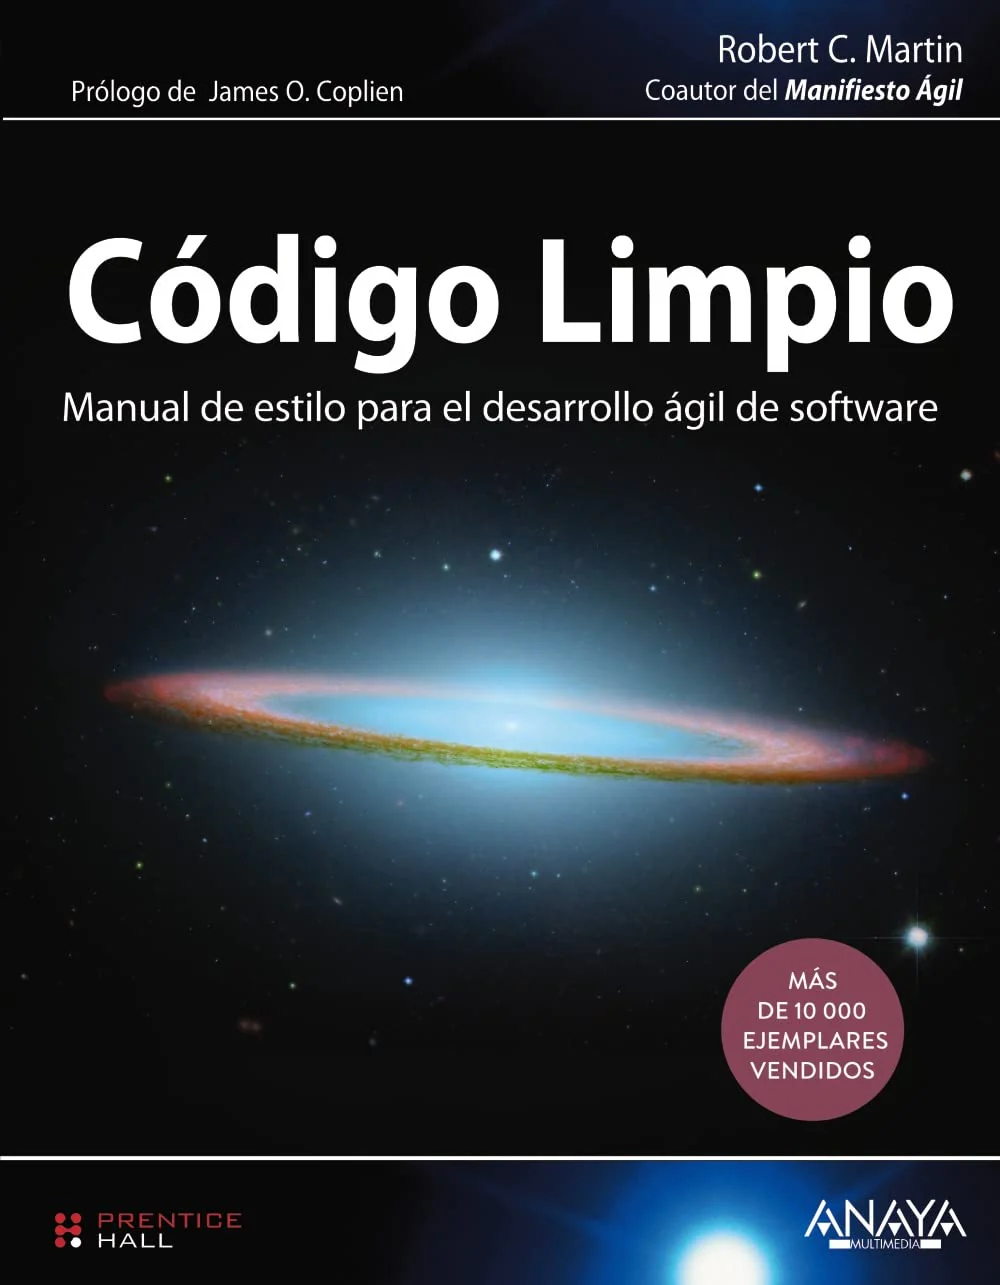 Robert C. Martin
Prólogo de James O. Coplien
Coautor del Manifiesto Ágil
Código Limpio
Manual de estilo para el desarrollo ágil de software
MÁS
DE 10 000
EJEMPLARES
VENDIDOS
PRENTICE
HALL
ANAYA
MULTIMEDIA